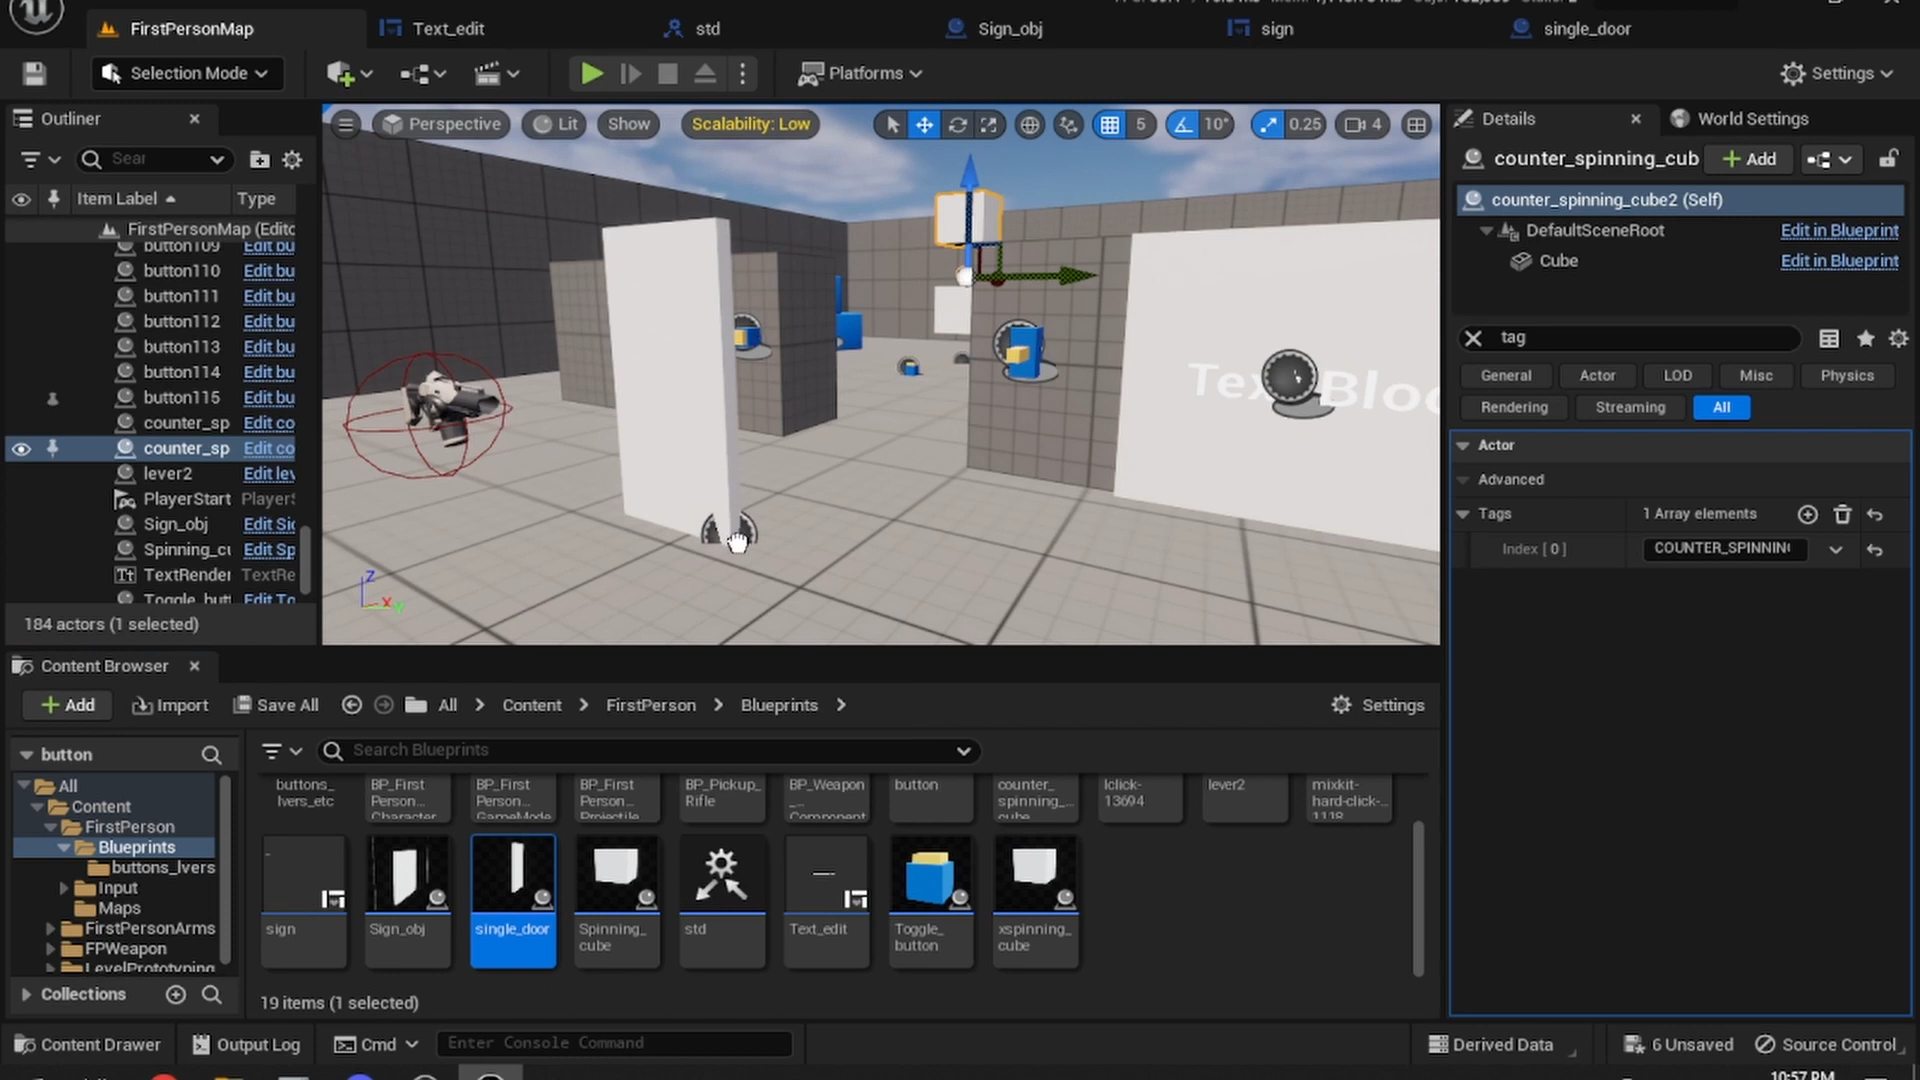 FirstPersonMap
Text_edit
std
Sign_obj
sign
single_door
Selection Mode
Platforms
Settings
Outliner
Sear
Item Label
Type
FirstPersonMap (Editc
button109 Edit bu
button110 Edit bu
button111 Edit bu
button112 Edit bu
button113 Edit bu
button114 Edit bu
button115 Edit bu
counter_sp Edit co
counter_sp Edit co
lever2 Edit lev
PlayerStart PlayerS
Sign_obj Edit Sig
Spinning_cu Edit Sp
TextRender TextRe
Toggle_butt Edit To
184 actors (1 selected)
Perspective
Lit
Show
Scalability: Low
5
10°
0.25
4
Z
X
Details
World Settings
counter_spinning_cub
Add
counter_spinning_cube2 (Self)
DefaultSceneRoot Edit in Blueprint
Cube Edit in Blueprint
tag
General
Actor
LOD
Misc
Physics
Rendering
Streaming
All
Actor
Advanced
Tags 1 Array elements
Index [ 0 ] COUNTER_SPINNIN
Content Browser
Add
Import
Save All
All > Content > FirstPerson > Blueprints >
Settings
button
Search Blueprints
All
Content
FirstPerson
Blueprints
buttons_lvers
Input
Maps
FirstPersonArms
FPWeapon
LevelPrototyping
Collections
buttons_
lvers_etc
BP_First
Person...
Character
BP_First
Person...
GameMode
BP_First
Person...
Projectile
BP_Pickup_
Rifle
BP_Weapon
_...
Component
button
counter_
spinning_...
cube
lclick-
13694
lever2
mixkit-
hard-click-...
1118
sign
Sign_obj
single_door
Spinning_
cube
std
Text_edit
Toggle_
button
xspinning_
cube
19 items (1 selected)
Content Drawer
Output Log
Cmd
Enter Console Command
Derived Data
6 Unsaved
Source Control
10:57 PM